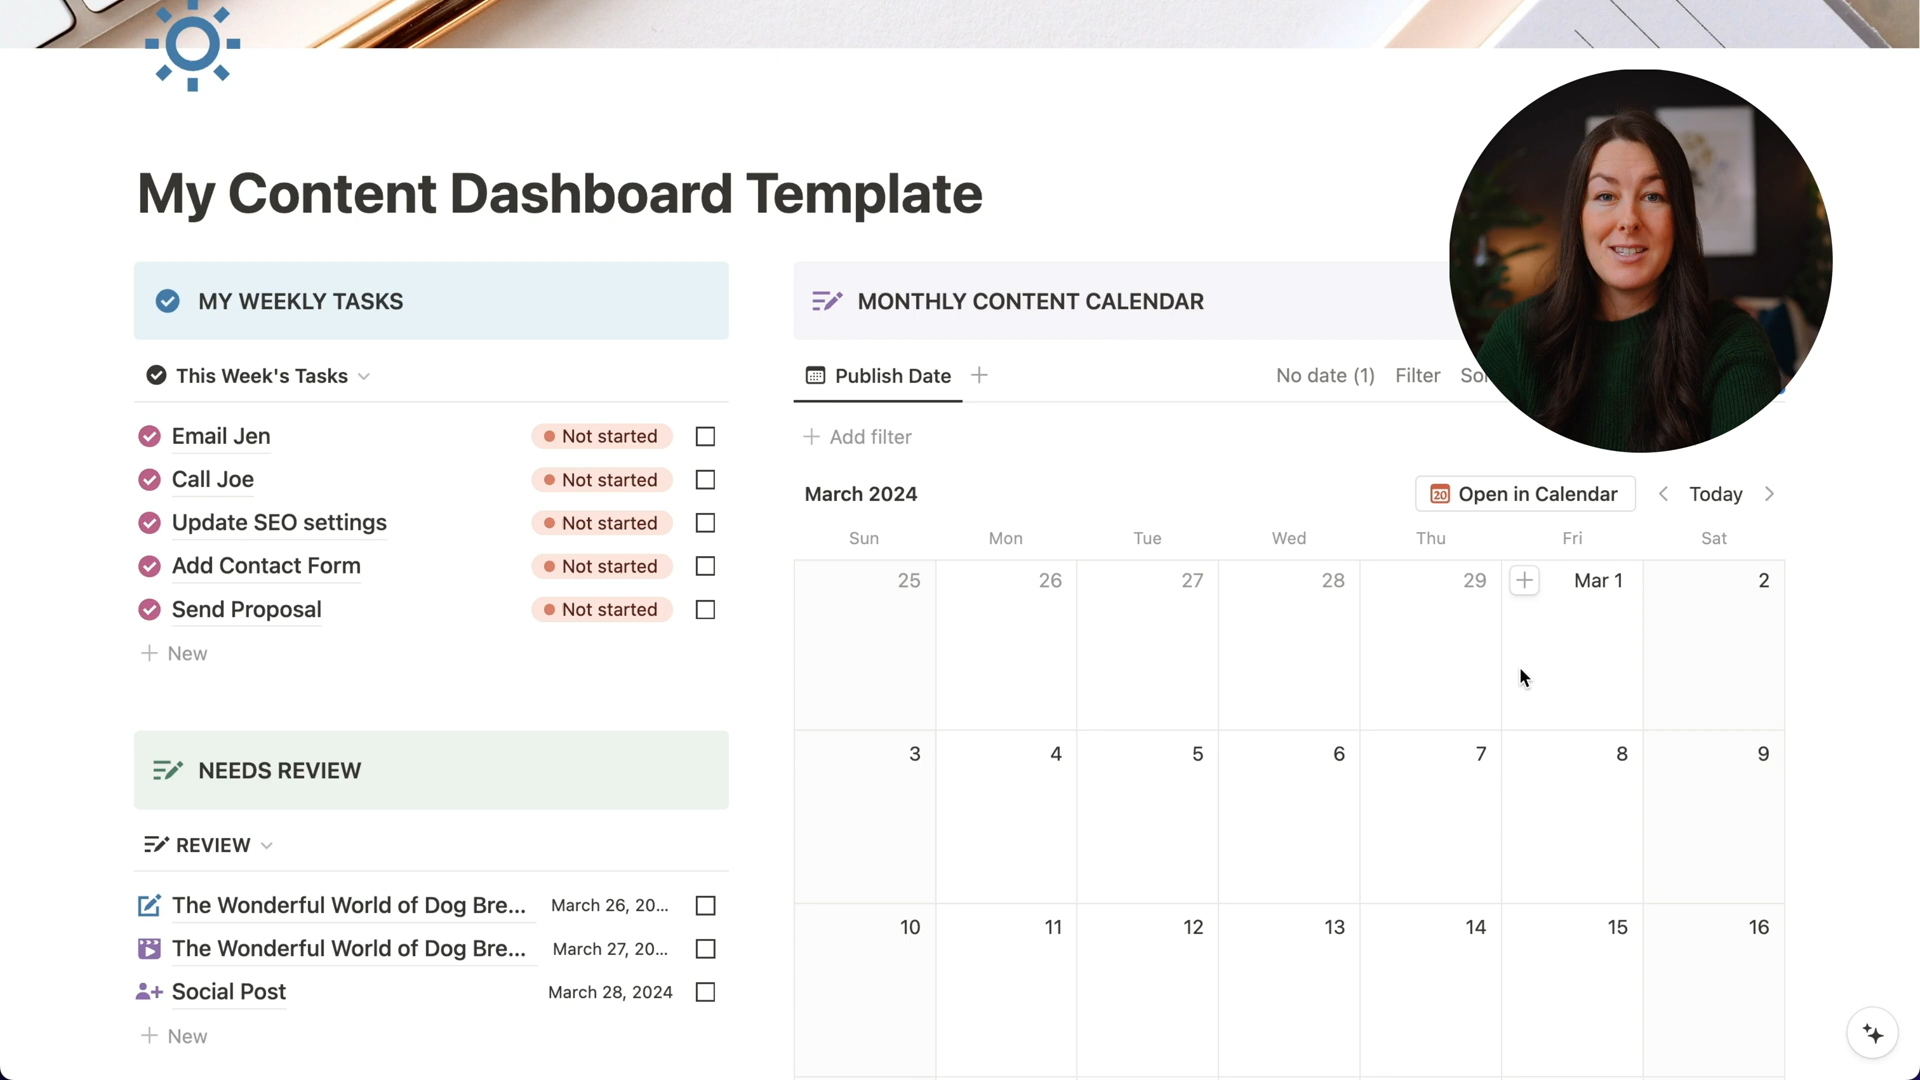 My Content Dashboard Template
MY WEEKLY TASKS
This Week's Tasks
Email Jen Not started
Call Joe Not started
Update SEO settings Not started
Add Contact Form Not started
Send Proposal Not started
New
NEEDS REVIEW
REVIEW
The Wonderful World of Dog Bre... March 26, 20...
The Wonderful World of Dog Bre... March 27, 20...
Social Post March 28, 2024
New
MONTHLY CONTENT CALENDAR
Publish Date No date (1) Filter
Add filter
March 2024 20 Open in Calendar Today
Sun Mon Tue Wed Thu Fri Sat
25 26 27 28 29 Mar 1 2
3 4 5 6 7 8 9
10 11 12 13 14 15 16